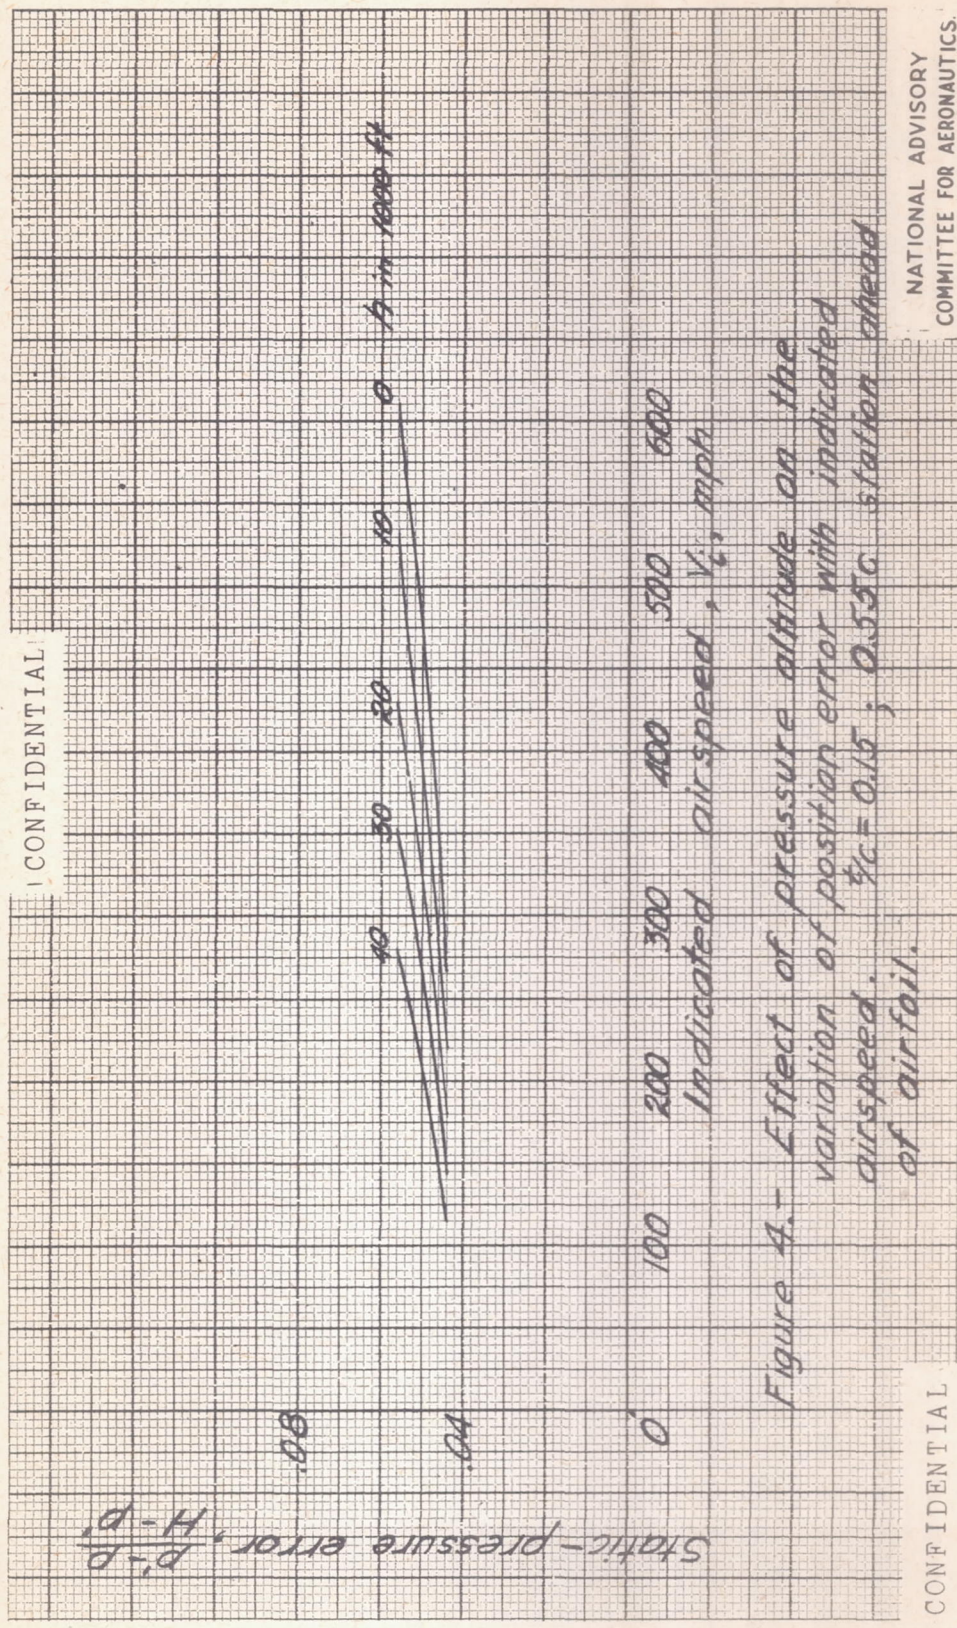 CONFIDENTIAL
Static-pressure error, p'-p
H-p'
.08
.04
0
40
30
20
10
0
h in 1000 ft
100 200 300 400 500 600
Indicated airspeed, Vi, mph
Figure 4.- Effect of pressure altitude on the
variation of position error with indicated
airspeed. t/c = 0.15; 0.55c station ahead
of airfoil.
CONFIDENTIAL
NATIONAL ADVISORY
COMMITTEE FOR AERONAUTICS.